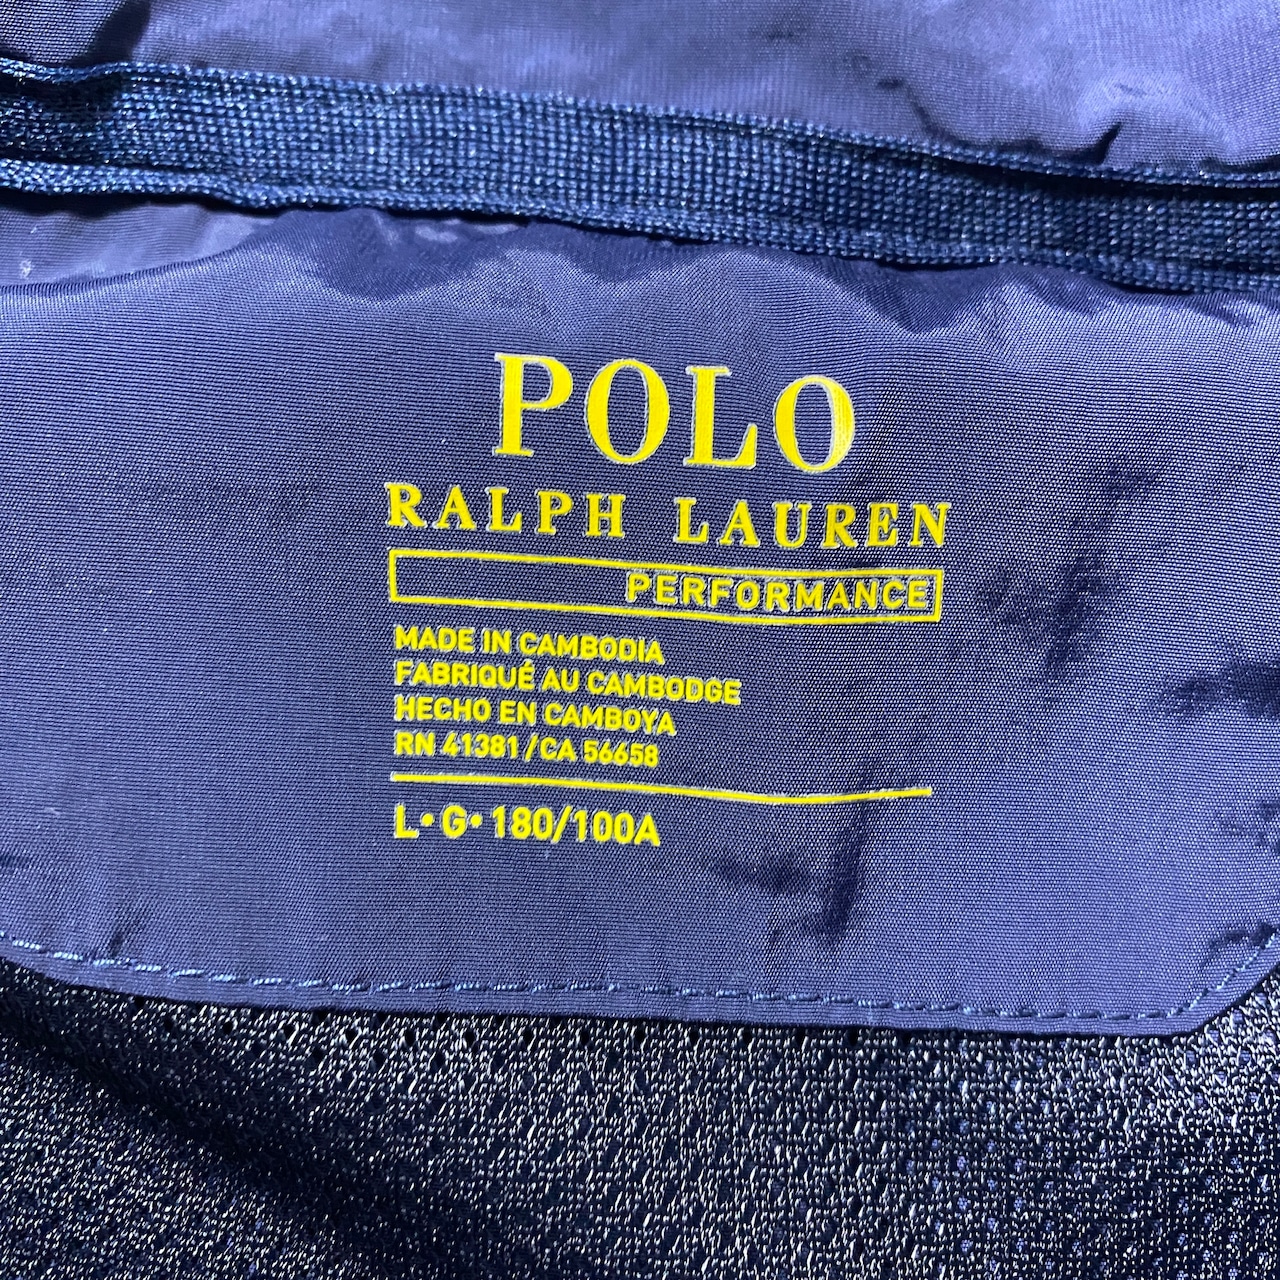 POLO
RALPH LAUREN
PERFORMANCE
MADE IN CAMBODIA
FABRIQUÉ AU CAMBODGE
HECHO EN CAMBOYA
RN 41381/CA 56658
L•G•180/100A